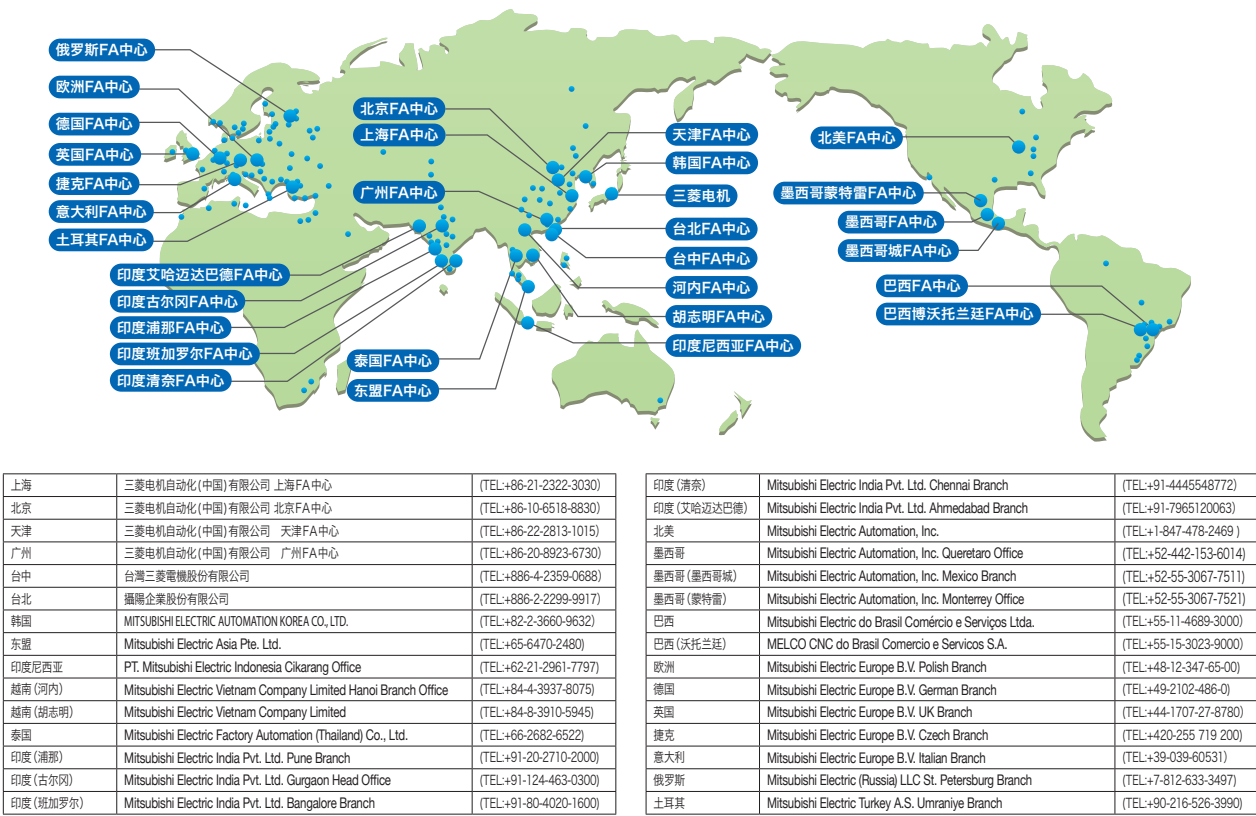 俄罗斯FA中心
欧洲FA中心
德国FA中心
英国FA中心
捷克FA中心
意大利FA中心
土耳其FA中心
印度艾哈迈达巴德FA中心
印度古尔冈FA中心
印度浦那FA中心
印度班加罗尔FA中心
印度清奈FA中心
北京FA中心
上海FA中心
广州FA中心
泰国FA中心
东盟FA中心
天津FA中心
韩国FA中心
三菱电机
台北FA中心
台中FA中心
河内FA中心
胡志明FA中心
印度尼西亚FA中心
北美FA中心
墨西哥蒙特雷FA中心
墨西哥FA中心
墨西哥城FA中心
巴西FA中心
巴西博沃托兰廷FA中心
上海 三菱电机自动化(中国)有限公司 上海FA中心 (TEL:+86-21-2322-3030)
北京 三菱电机自动化(中国)有限公司 北京FA中心 (TEL:+86-10-6518-8830)
天津 三菱电机自动化(中国)有限公司 天津FA中心 (TEL:+86-22-2813-1015)
广州 三菱电机自动化(中国)有限公司 广州FA中心 (TEL:+86-20-8923-6730)
台中 台灣三菱電機股份有限公司 (TEL:+886-4-2359-0688)
台北 攝陽企業股份有限公司 (TEL:+886-2-2299-9917)
韩国 MITSUBISHI ELECTRIC AUTOMATION KOREA CO., LTD. (TEL:+82-2-3660-9632)
东盟 Mitsubishi Electric Asia Pte. Ltd. (TEL:+65-6470-2480)
印度尼西亚 PT. Mitsubishi Electric Indonesia Cikarang Office (TEL:+62-21-2961-7797)
越南(河内) Mitsubishi Electric Vietnam Company Limited Hanoi Branch Office (TEL:+84-4-3937-8075)
越南(胡志明) Mitsubishi Electric Vietnam Company Limited (TEL:+84-8-3910-5945)
泰国 Mitsubishi Electric Factory Automation (Thailand) Co., Ltd. (TEL:+66-2682-6522)
印度(浦那) Mitsubishi Electric India Pvt. Ltd. Pune Branch (TEL:+91-20-2710-2000)
印度(古尔冈) Mitsubishi Electric India Pvt. Ltd. Gurgaon Head Office (TEL:+91-124-463-0300)
印度(班加罗尔) Mitsubishi Electric India Pvt. Ltd. Bangalore Branch (TEL:+91-80-4020-1600)
印度(清奈) Mitsubishi Electric India Pvt. Ltd. Chennai Branch (TEL:+91-4445548772)
印度(艾哈迈达巴德) Mitsubishi Electric India Pvt. Ltd. Ahmedabad Branch (TEL:+91-7965120063)
北美 Mitsubishi Electric Automation, Inc. (TEL:+1-847-478-2469 )
墨西哥 Mitsubishi Electric Automation, Inc. Queretaro Office (TEL:+52-442-153-6014)
墨西哥(墨西哥城) Mitsubishi Electric Automation, Inc. Mexico Branch (TEL:+52-55-3067-7511)
墨西哥(蒙特雷) Mitsubishi Electric Automation, Inc. Monterrey Office (TEL:+52-55-3067-7521)
巴西 Mitsubishi Electric do Brasil Comércio e Serviços Ltda. (TEL:+55-11-4689-3000)
巴西(沃托兰廷) MELCO CNC do Brasil Comercio e Servicos S.A. (TEL:+55-15-3023-9000)
欧洲 Mitsubishi Electric Europe B.V. Polish Branch (TEL:+48-12-347-65-00)
德国 Mitsubishi Electric Europe B.V. German Branch (TEL:+49-2102-486-0)
英国 Mitsubishi Electric Europe B.V. UK Branch (TEL:+44-1707-27-8780)
捷克 Mitsubishi Electric Europe B.V. Czech Branch (TEL:+420-255 719 200)
意大利 Mitsubishi Electric Europe B.V. Italian Branch (TEL:+39-039-60531)
俄罗斯 Mitsubishi Electric (Russia) LLC St. Petersburg Branch (TEL:+7-812-633-3497)
土耳其 Mitsubishi Electric Turkey A.S. Umraniye Branch (TEL:+90-216-526-3990)